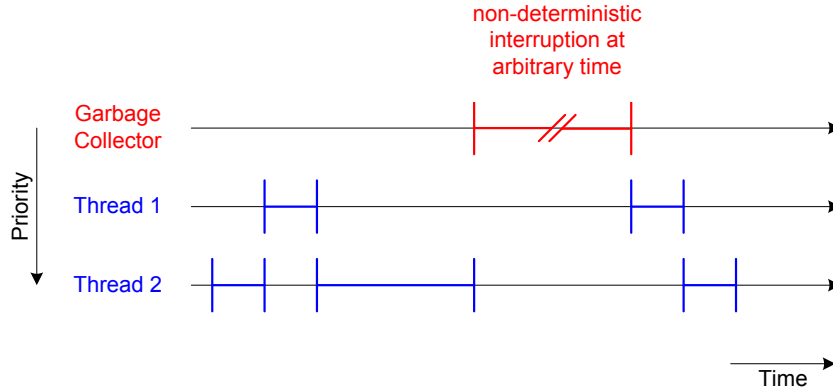 non-deterministic
interruption at
arbitrary time
Garbage
Collector
Priority
Thread 1
Thread 2
Time